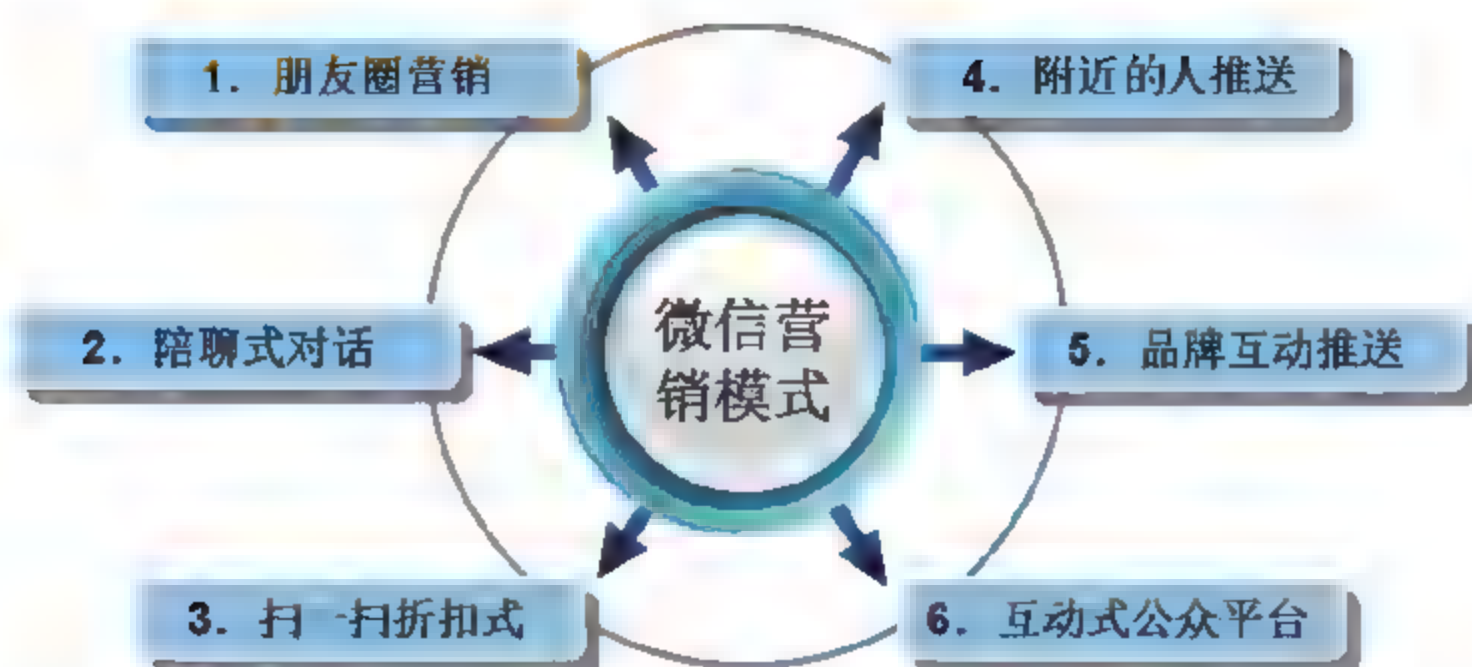 1. 朋友圈营销
4. 附近的人推送
微信营
销模式
2. 陪聊式对话
5. 品牌互动推送
3. 扫一扫折扣式
6. 互动式公众平台